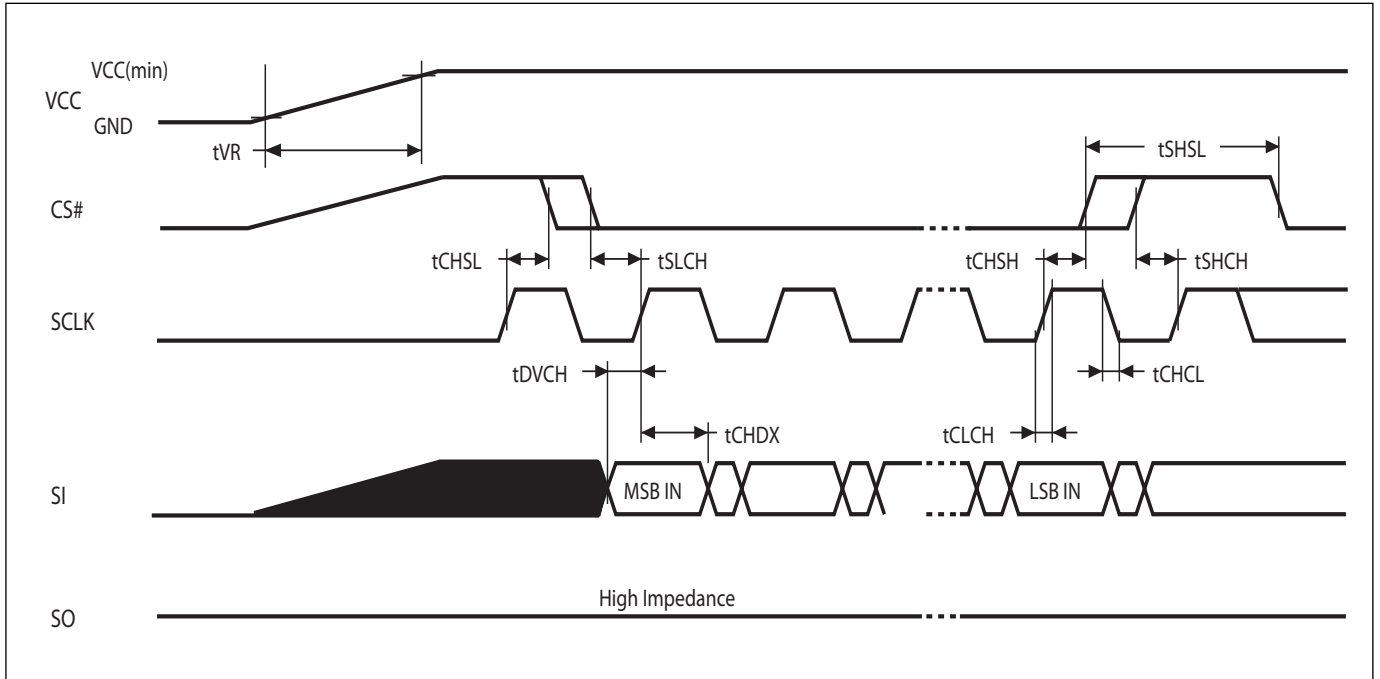 VCC(min)
VCC
GND
tVR
tSHSL
CS#
tCHSL
tSLCH
tCHSH
tSHCH
SCLK
tDVCH
tCHCL
tCHDX
tCLCH
SI
MSB IN
LSB IN
High Impedance
SO